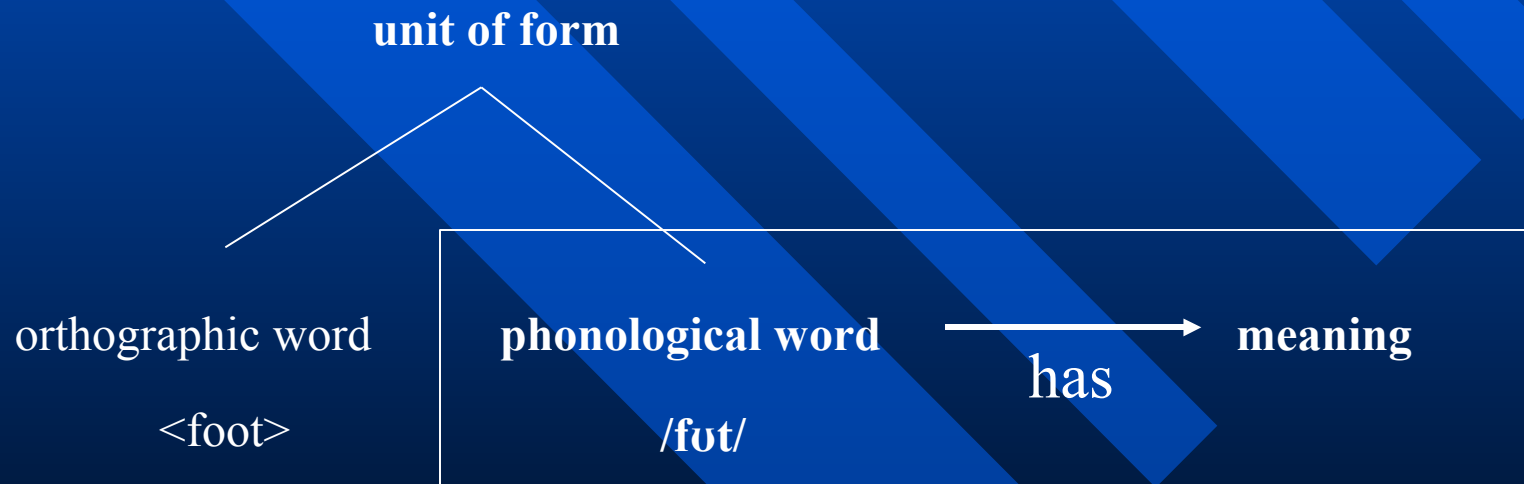 unit of form
orthographic word
phonological word
has
meaning
<foot>
/fʊt/